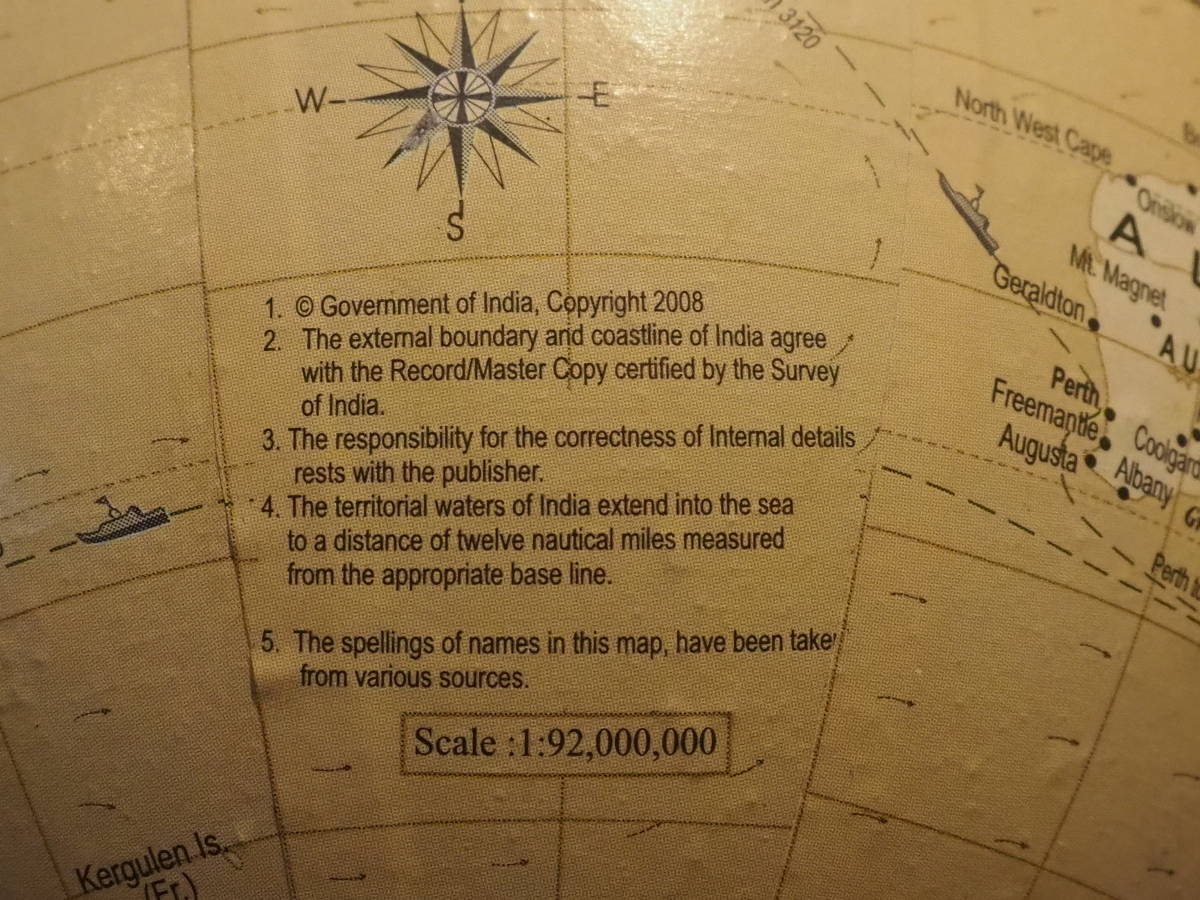 3120
W
E
S
North West Cape
Onslow
A
Mt. Magnet
Geraldton
A U
Perth
Freemantle
Augusta
Coolgard
Albany
Perth
1. © Government of India, Copyright 2008
2. The external boundary and coastline of India agree
with the Record/Master Copy certified by the Survey
of India.
3. The responsibility for the correctness of Internal details
rests with the publisher.
4. The territorial waters of India extend into the sea
to a distance of twelve nautical miles measured
from the appropriate base line.
5. The spellings of names in this map, have been take
from various sources.
Scale :1:92,000,000
Kergulen Is.
(Fr.)